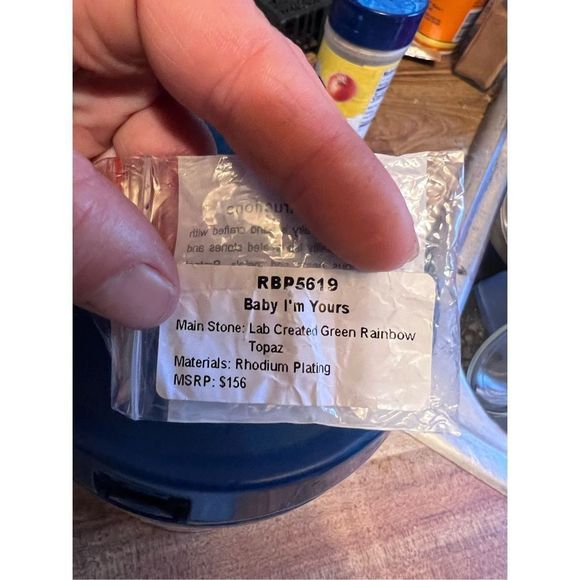 RBP5619
Baby I'm Yours
Main Stone: Lab Created Green Rainbow
Topaz
Materials: Rhodium Plating
MSRP: $156